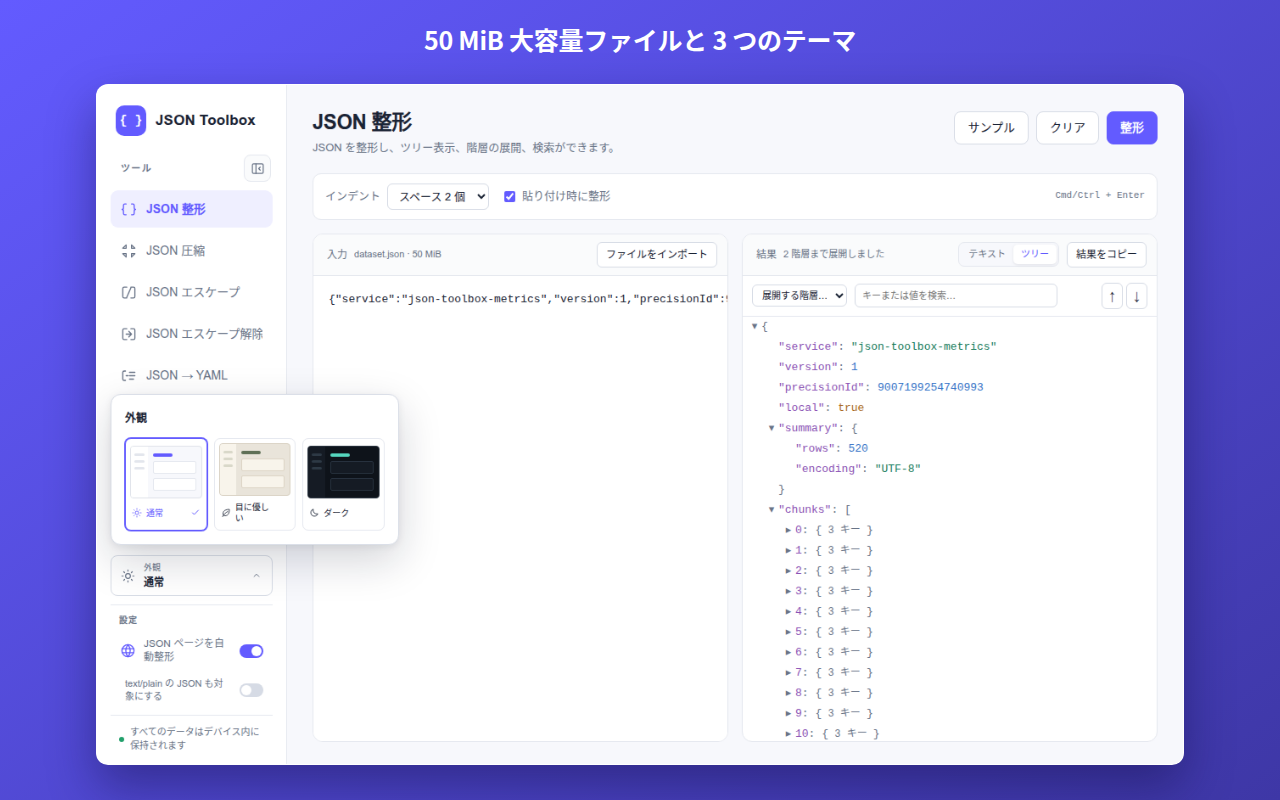 50 MiB 大容量ファイルと 3 つのテーマ
{ } JSON Toolbox
ツール
JSON 整形
JSON 圧縮
JSON エスケープ
JSON エスケープ解除
JSON → YAML
外観
通常
目に優し
い
ダーク
外観
通常
設定
JSON ページを自
動整形
text/plain の JSON も対
象にする
すべてのデータはデバイス内に
保持されます
JSON 整形
JSON を整形し、ツリー表示、階層の展開、検索ができます。
サンプル
クリア
整形
インデント スペース 2 個 貼り付け時に整形
Cmd/Ctrl + Enter
入力 dataset.json · 50 MiB
ファイルをインポート
{"service":"json-toolbox-metrics","version":1,"precisionId":
結果 2 階層まで展開しました
テキスト ツリー
結果をコピー
展開する階層… キーまたは値を検索… ↑ ↓
▼ {
"service": "json-toolbox-metrics"
"version": 1
"precisionId": 9007199254740993
"local": true
▼ "summary": {
"rows": 520
"encoding": "UTF-8"
}
▼ "chunks": [
▶ 0: { 3 キー }
▶ 1: { 3 キー }
▶ 2: { 3 キー }
▶ 3: { 3 キー }
▶ 4: { 3 キー }
▶ 5: { 3 キー }
▶ 6: { 3 キー }
▶ 7: { 3 キー }
▶ 8: { 3 キー }
▶ 9: { 3 キー }
▶ 10: { 3 キー }